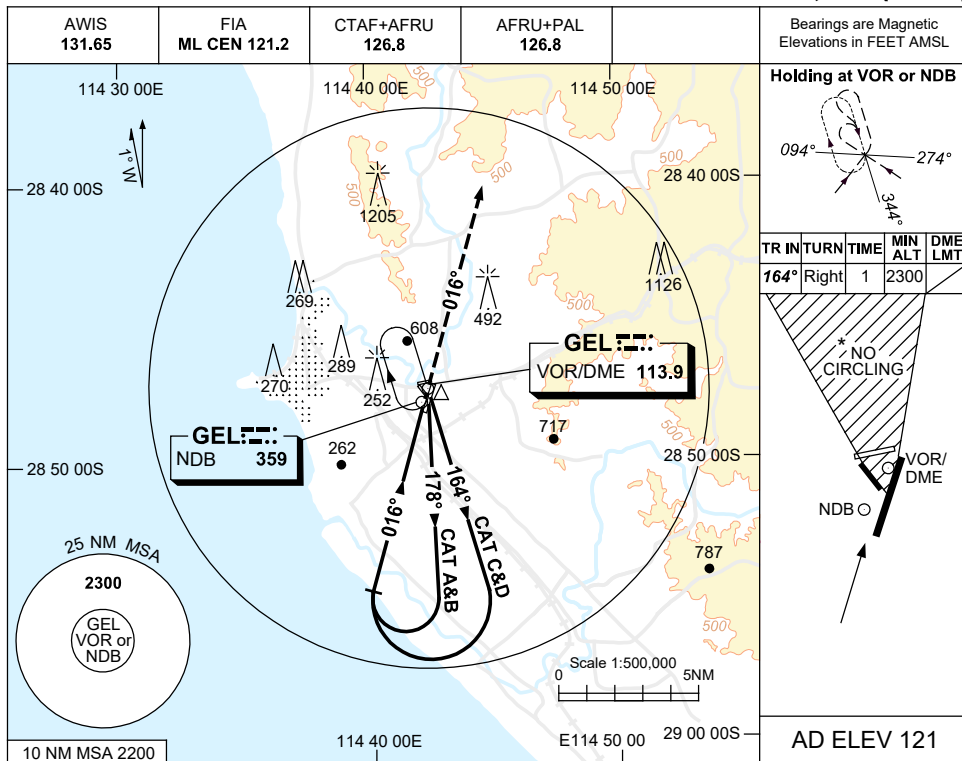 AWIS
131.65
FIA
ML CEN 121.2
CTAF+AFRU
126.8
AFRU+PAL
126.8
Bearings are Magnetic
Elevations in FEET AMSL
114 30 00E
114 40 00E
114 50 00E
1° W
28 40 00S
28 40 00S
500
500
500
500
500
500
500
500
1205
016°
269
492
1126
608
289
270
252
GEL
VOR/DME 113.9
GEL
NDB 359
262
717
28 50 00S
28 50 00S
016°
178°
CAT A&B
164°
CAT C&D
787
25 NM MSA
2300
GEL
VOR or
NDB
Scale 1:500,000
0
5NM
10 NM MSA 2200
114 40 00E
E114 50 00
29 00 00S
Holding at VOR or NDB
094°
274°
344°
TR IN TURN TIME MIN ALT DME LMT
164° Right 1 2300
* NO
CIRCLING
VOR/
DME
NDB
AD ELEV 121